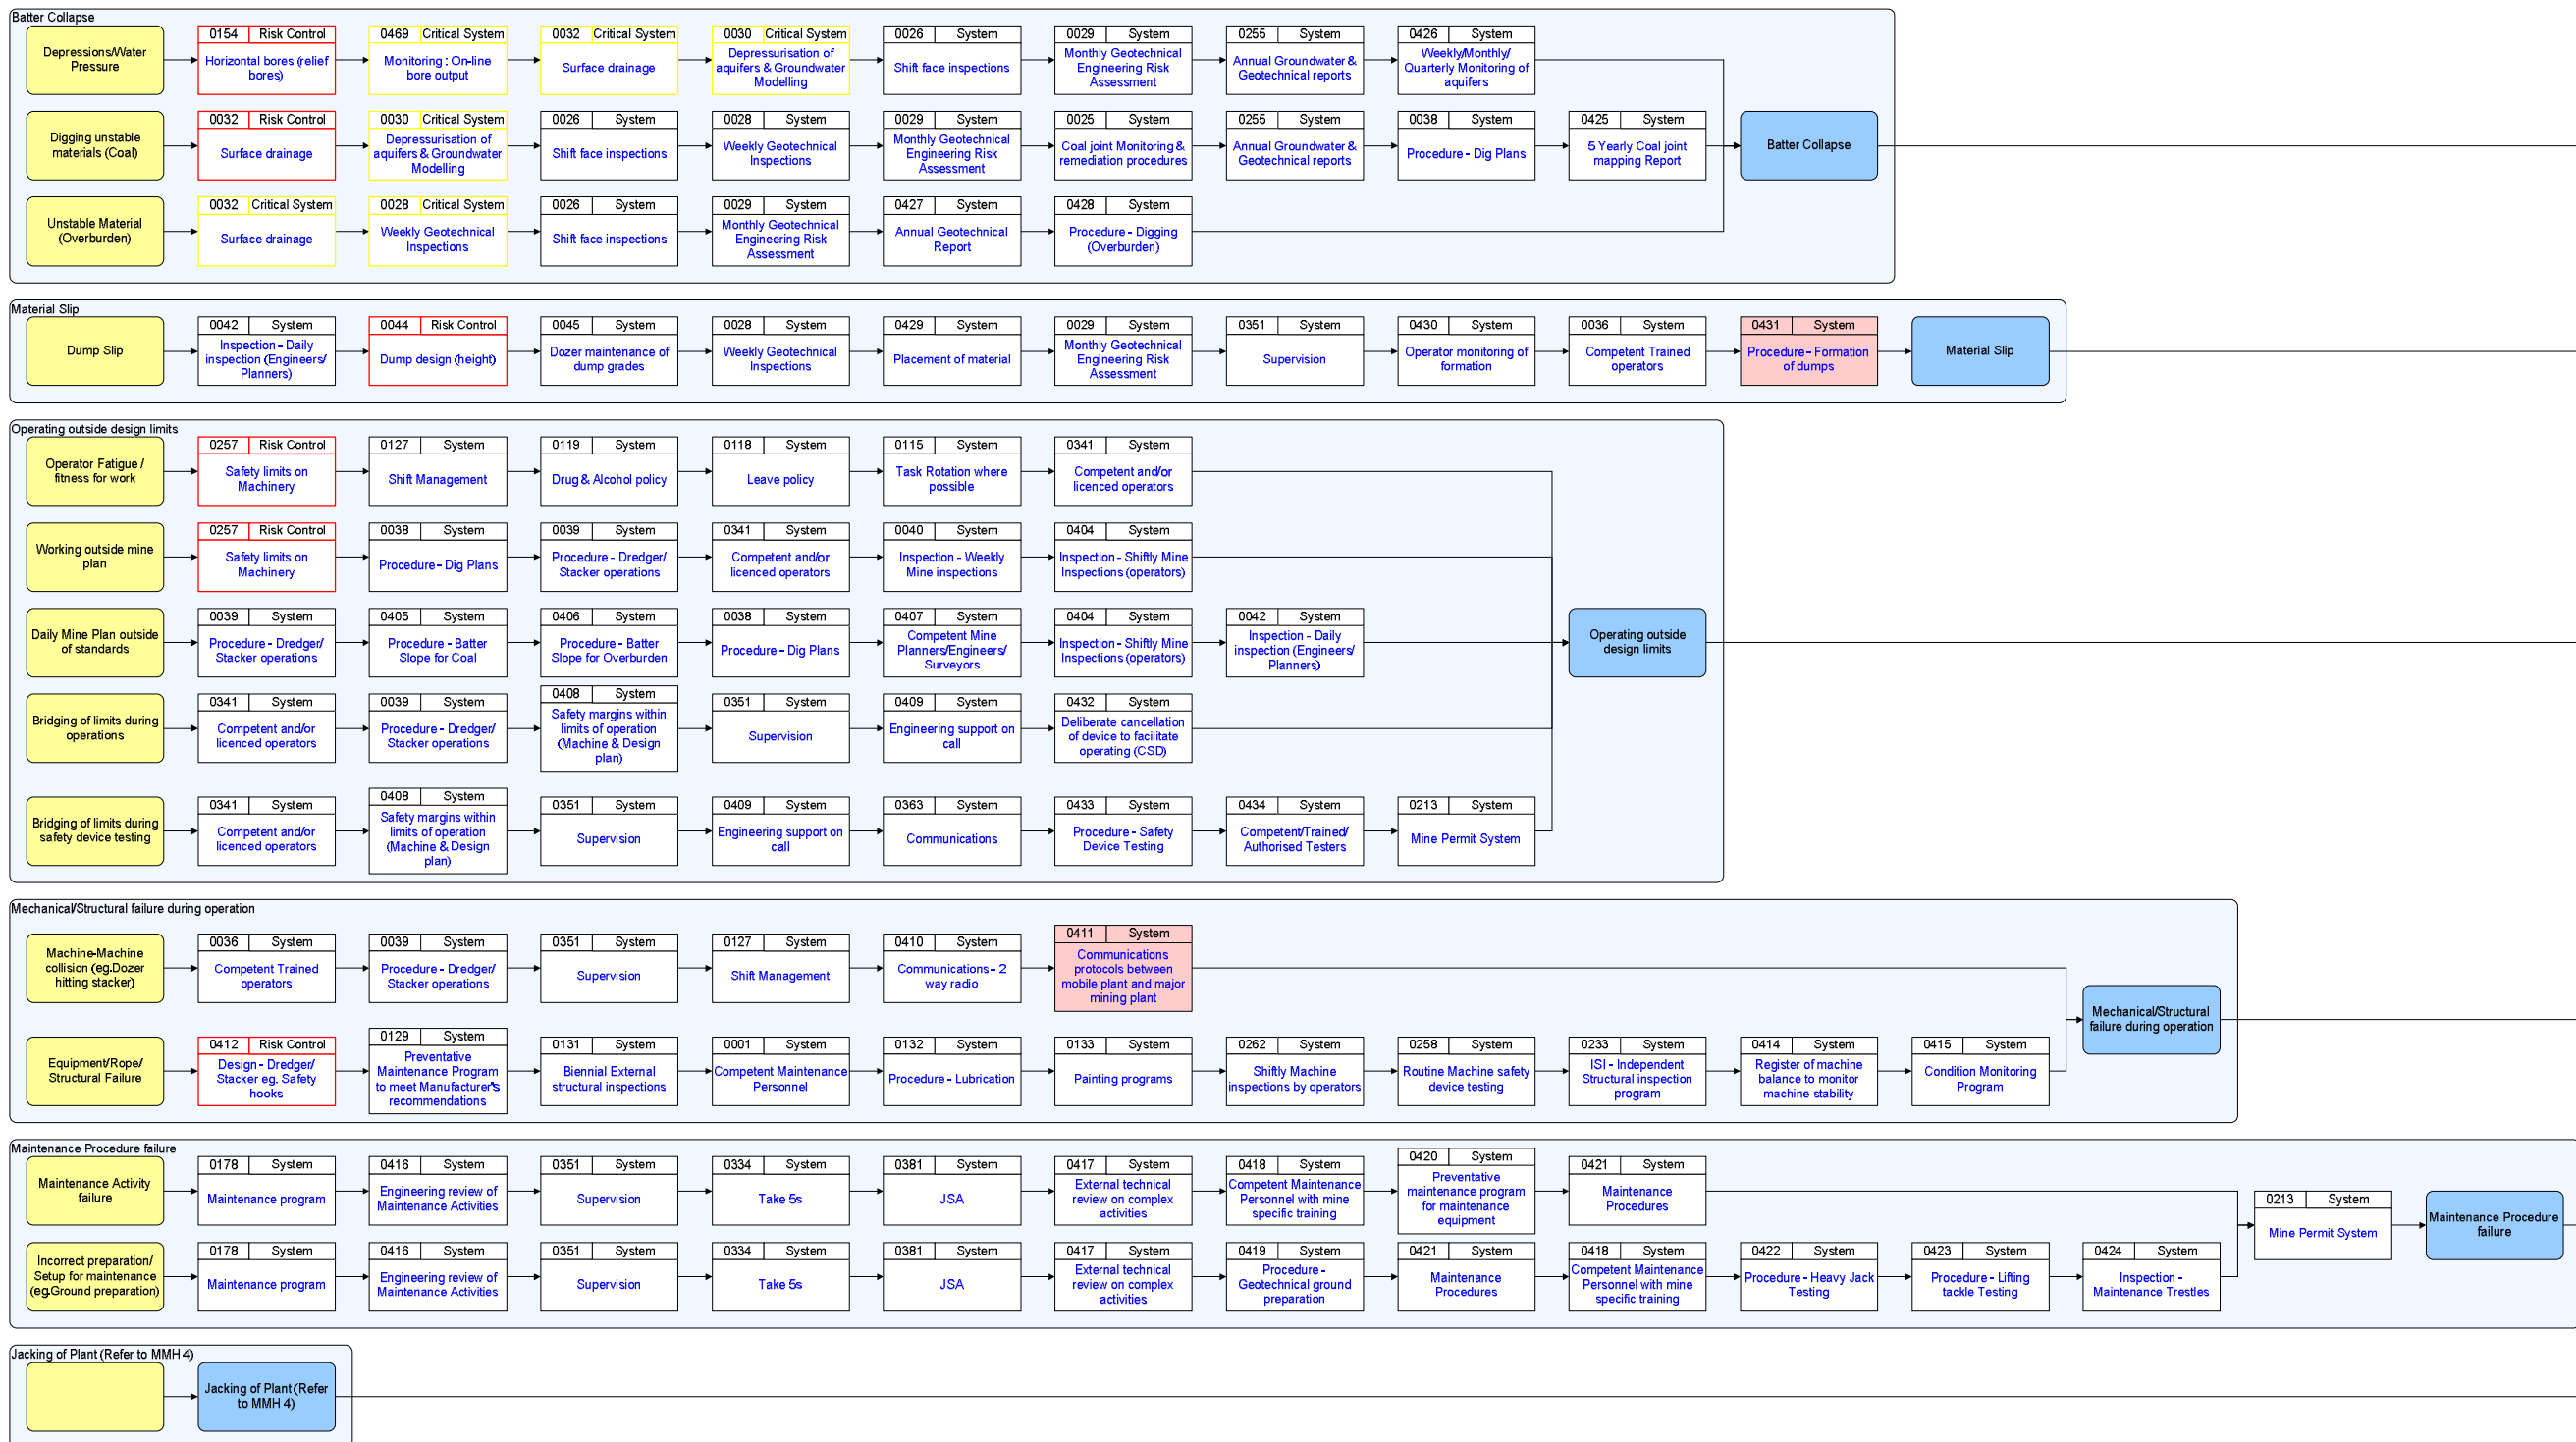 Batter Collapse
Depressions/Water
Pressure
0154 Risk Control
Horizontal bores (relief
bores)
0469 Critical System
Monitoring : On-line
bore output
0032 Critical System
Surface drainage
0030 Critical System
Depressurisation of
aquifers & Groundwater
Modelling
0026 System
Shift face inspections
0029 System
Monthly Geotechnical
Engineering Risk
Assessment
0255 System
Annual Groundwater &
Geotechnical reports
0426 System
Weekly/Monthly/
Quarterly Monitoring of
aquifers
Digging unstable
materials (Coal)
0032 Risk Control
Surface drainage
0030 Critical System
Depressurisation of
aquifers & Groundwater
Modelling
0026 System
Shift face inspections
0028 System
Weekly Geotechnical
Inspections
0029 System
Monthly Geotechnical
Engineering Risk
Assessment
0025 System
Coal joint Monitoring &
remediation procedures
0255 System
Annual Groundwater &
Geotechnical reports
0038 System
Procedure - Dig Plans
0425 System
5 Yearly Coal joint
mapping Report
Batter Collapse
Unstable Material
(Overburden)
0032 Critical System
Surface drainage
0028 Critical System
Weekly Geotechnical
Inspections
0026 System
Shift face inspections
0029 System
Monthly Geotechnical
Engineering Risk
Assessment
0427 System
Annual Geotechnical
Report
0428 System
Procedure - Digging
(Overburden)
Material Slip
Dump Slip
0042 System
Inspection - Daily
inspection (Engineers/
Planners)
0044 Risk Control
Dump design (height)
0045 System
Dozer maintenance of
dump grades
0028 System
Weekly Geotechnical
Inspections
0429 System
Placement of material
0029 System
Monthly Geotechnical
Engineering Risk
Assessment
0351 System
Supervision
0430 System
Operator monitoring of
formation
0036 System
Competent Trained
operators
0431 System
Procedure - Formation
of dumps
Material Slip
Operating outside design limits
Operator Fatigue /
fitness for work
0257 Risk Control
Safety limits on
Machinery
0127 System
Shift Management
0119 System
Drug & Alcohol policy
0118 System
Leave policy
0115 System
Task Rotation where
possible
0341 System
Competent and/or
licenced operators
Working outside mine
plan
0257 Risk Control
Safety limits on
Machinery
0038 System
Procedure - Dig Plans
0039 System
Procedure - Dredger/
Stacker operations
0341 System
Competent and/or
licenced operators
0040 System
Inspection - Weekly
Mine inspections
0404 System
Inspection - Shiftly Mine
Inspections (operators)
Daily Mine Plan outside
of standards
0039 System
Procedure - Dredger/
Stacker operations
0405 System
Procedure - Batter
Slope for Coal
0406 System
Procedure - Batter
Slope for Overburden
0038 System
Procedure - Dig Plans
0407 System
Competent Mine
Planners/Engineers/
Surveyors
0404 System
Inspection - Shiftly Mine
Inspections (operators)
0042 System
Inspection - Daily
inspection (Engineers/
Planners)
Operating outside
design limits
Bridging of limits during
operations
0341 System
Competent and/or
licenced operators
0039 System
Procedure - Dredger/
Stacker operations
0408 System
Safety margins within
limits of operation
(Machine & Design
plan)
0351 System
Supervision
0409 System
Engineering support on
call
0432 System
Deliberate cancellation
of device to facilitate
operating (CSD)
Bridging of limits during
safety device testing
0341 System
Competent and/or
licenced operators
0408 System
Safety margins within
limits of operation
(Machine & Design
plan)
0351 System
Supervision
0409 System
Engineering support on
call
0363 System
Communications
0433 System
Procedure - Safety
Device Testing
0434 System
Competent/Trained/
Authorised Testers
0213 System
Mine Permit System
Mechanical/Structural failure during operation
Machine-Machine
collision (eg.Dozer
hitting stacker)
0036 System
Competent Trained
operators
0039 System
Procedure - Dredger/
Stacker operations
0351 System
Supervision
0127 System
Shift Management
0410 System
Communications - 2
way radio
0411 System
Communications
protocols between
mobile plant and major
mining plant
Mechanical/Structural
failure during operation
Equipment/Rope/
Structural Failure
0412 Risk Control
Design - Dredger/
Stacker eg. Safety
hooks
0129 System
Preventative
Maintenance Program
to meet Manufacturer's
recommendations
0131 System
Biennial External
structural inspections
0001 System
Competent Maintenance
Personnel
0132 System
Procedure - Lubrication
0133 System
Painting programs
0262 System
Shiftly Machine
inspections by operators
0258 System
Routine Machine safety
device testing
0233 System
ISI - Independent
Structural inspection
program
0414 System
Register of machine
balance to monitor
machine stability
0415 System
Condition Monitoring
Program
Maintenance Procedure failure
Maintenance Activity
failure
0178 System
Maintenance program
0416 System
Engineering review of
Maintenance Activities
0351 System
Supervision
0334 System
Take 5s
0381 System
JSA
0417 System
External technical
review on complex
activities
0418 System
Competent Maintenance
Personnel with mine
specific training
0420 System
Preventative
maintenance program
for maintenance
equipment
0421 System
Maintenance
Procedures
0213 System
Mine Permit System
Maintenance Procedure
failure
Incorrect preparation/
Setup for maintenance
(eg.Ground preparation)
0178 System
Maintenance program
0416 System
Engineering review of
Maintenance Activities
0351 System
Supervision
0334 System
Take 5s
0381 System
JSA
0417 System
External technical
review on complex
activities
0419 System
Procedure -
Geotechnical ground
preparation
0421 System
Maintenance
Procedures
0418 System
Competent Maintenance
Personnel with mine
specific training
0422 System
Procedure - Heavy Jack
Testing
0423 System
Procedure - Lifting
tackle Testing
0424 System
Inspection -
Maintenance Trestles
Jacking of Plant (Refer to MMH 4)
Jacking of Plant (Refer
to MMH 4)